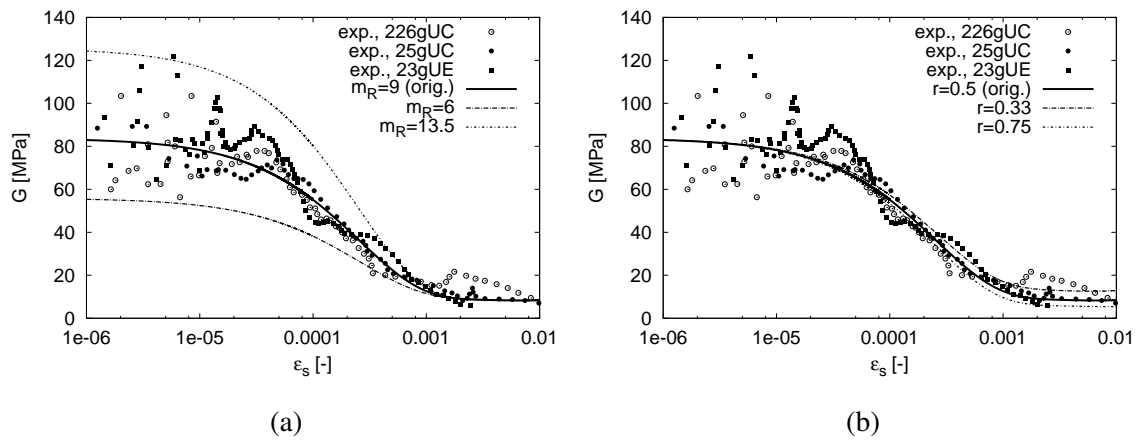 140
120
100
80
60
40
20
0
G [MPa]
1e-06 1e-05 0.0001 0.001 0.01
εs [-]
exp., 226gUC
exp., 25gUC
exp., 23gUE
mR=9 (orig.)
mR=6
mR=13.5
(a)
140
120
100
80
60
40
20
0
G [MPa]
1e-06 1e-05 0.0001 0.001 0.01
εs [-]
exp., 226gUC
exp., 25gUC
exp., 23gUE
r=0.5 (orig.)
r=0.33
r=0.75
(b)